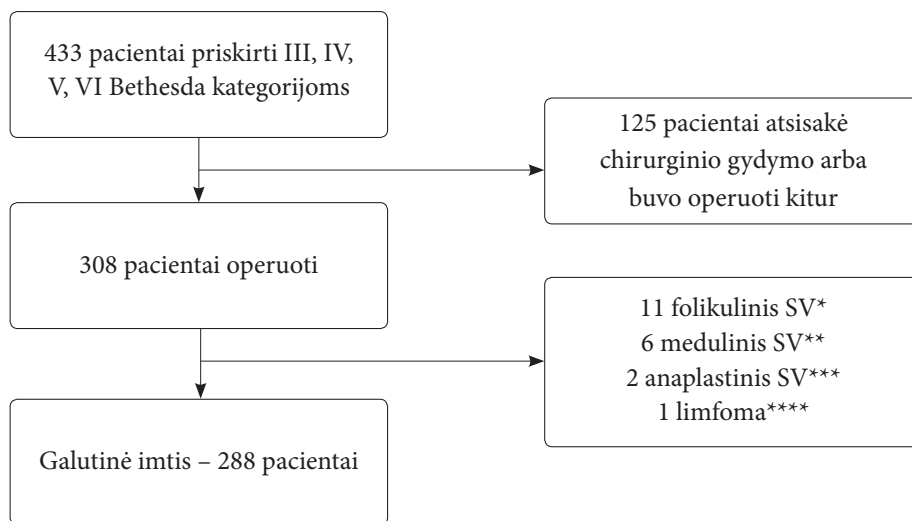 433 pacientai priskirti III, IV,
V, VI Bethesda kategorijoms
125 pacientai atsisakė
chirurginio gydymo arba
buvo operuoti kitur
308 pacientai operuoti
11 folikulinis SV*
6 medulinis SV**
2 anaplastinis SV***
1 limfoma****
Galutinė imtis – 288 pacientai